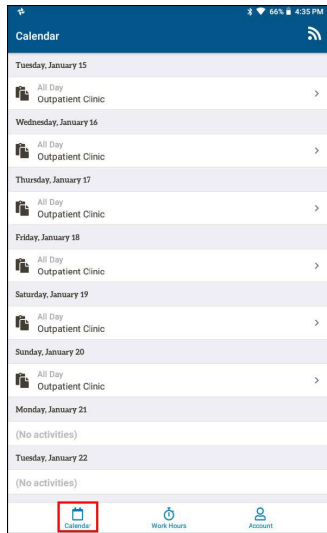 66% 4:35 PM
Calendar
Tuesday, January 15
All Day
Outpatient Clinic
Wednesday, January 16
All Day
Outpatient Clinic
Thursday, January 17
All Day
Outpatient Clinic
Friday, January 18
All Day
Outpatient Clinic
Saturday, January 19
All Day
Outpatient Clinic
Sunday, January 20
All Day
Outpatient Clinic
Monday, January 21
(No activities)
Tuesday, January 22
(No activities)
Calendar Work Hours Account